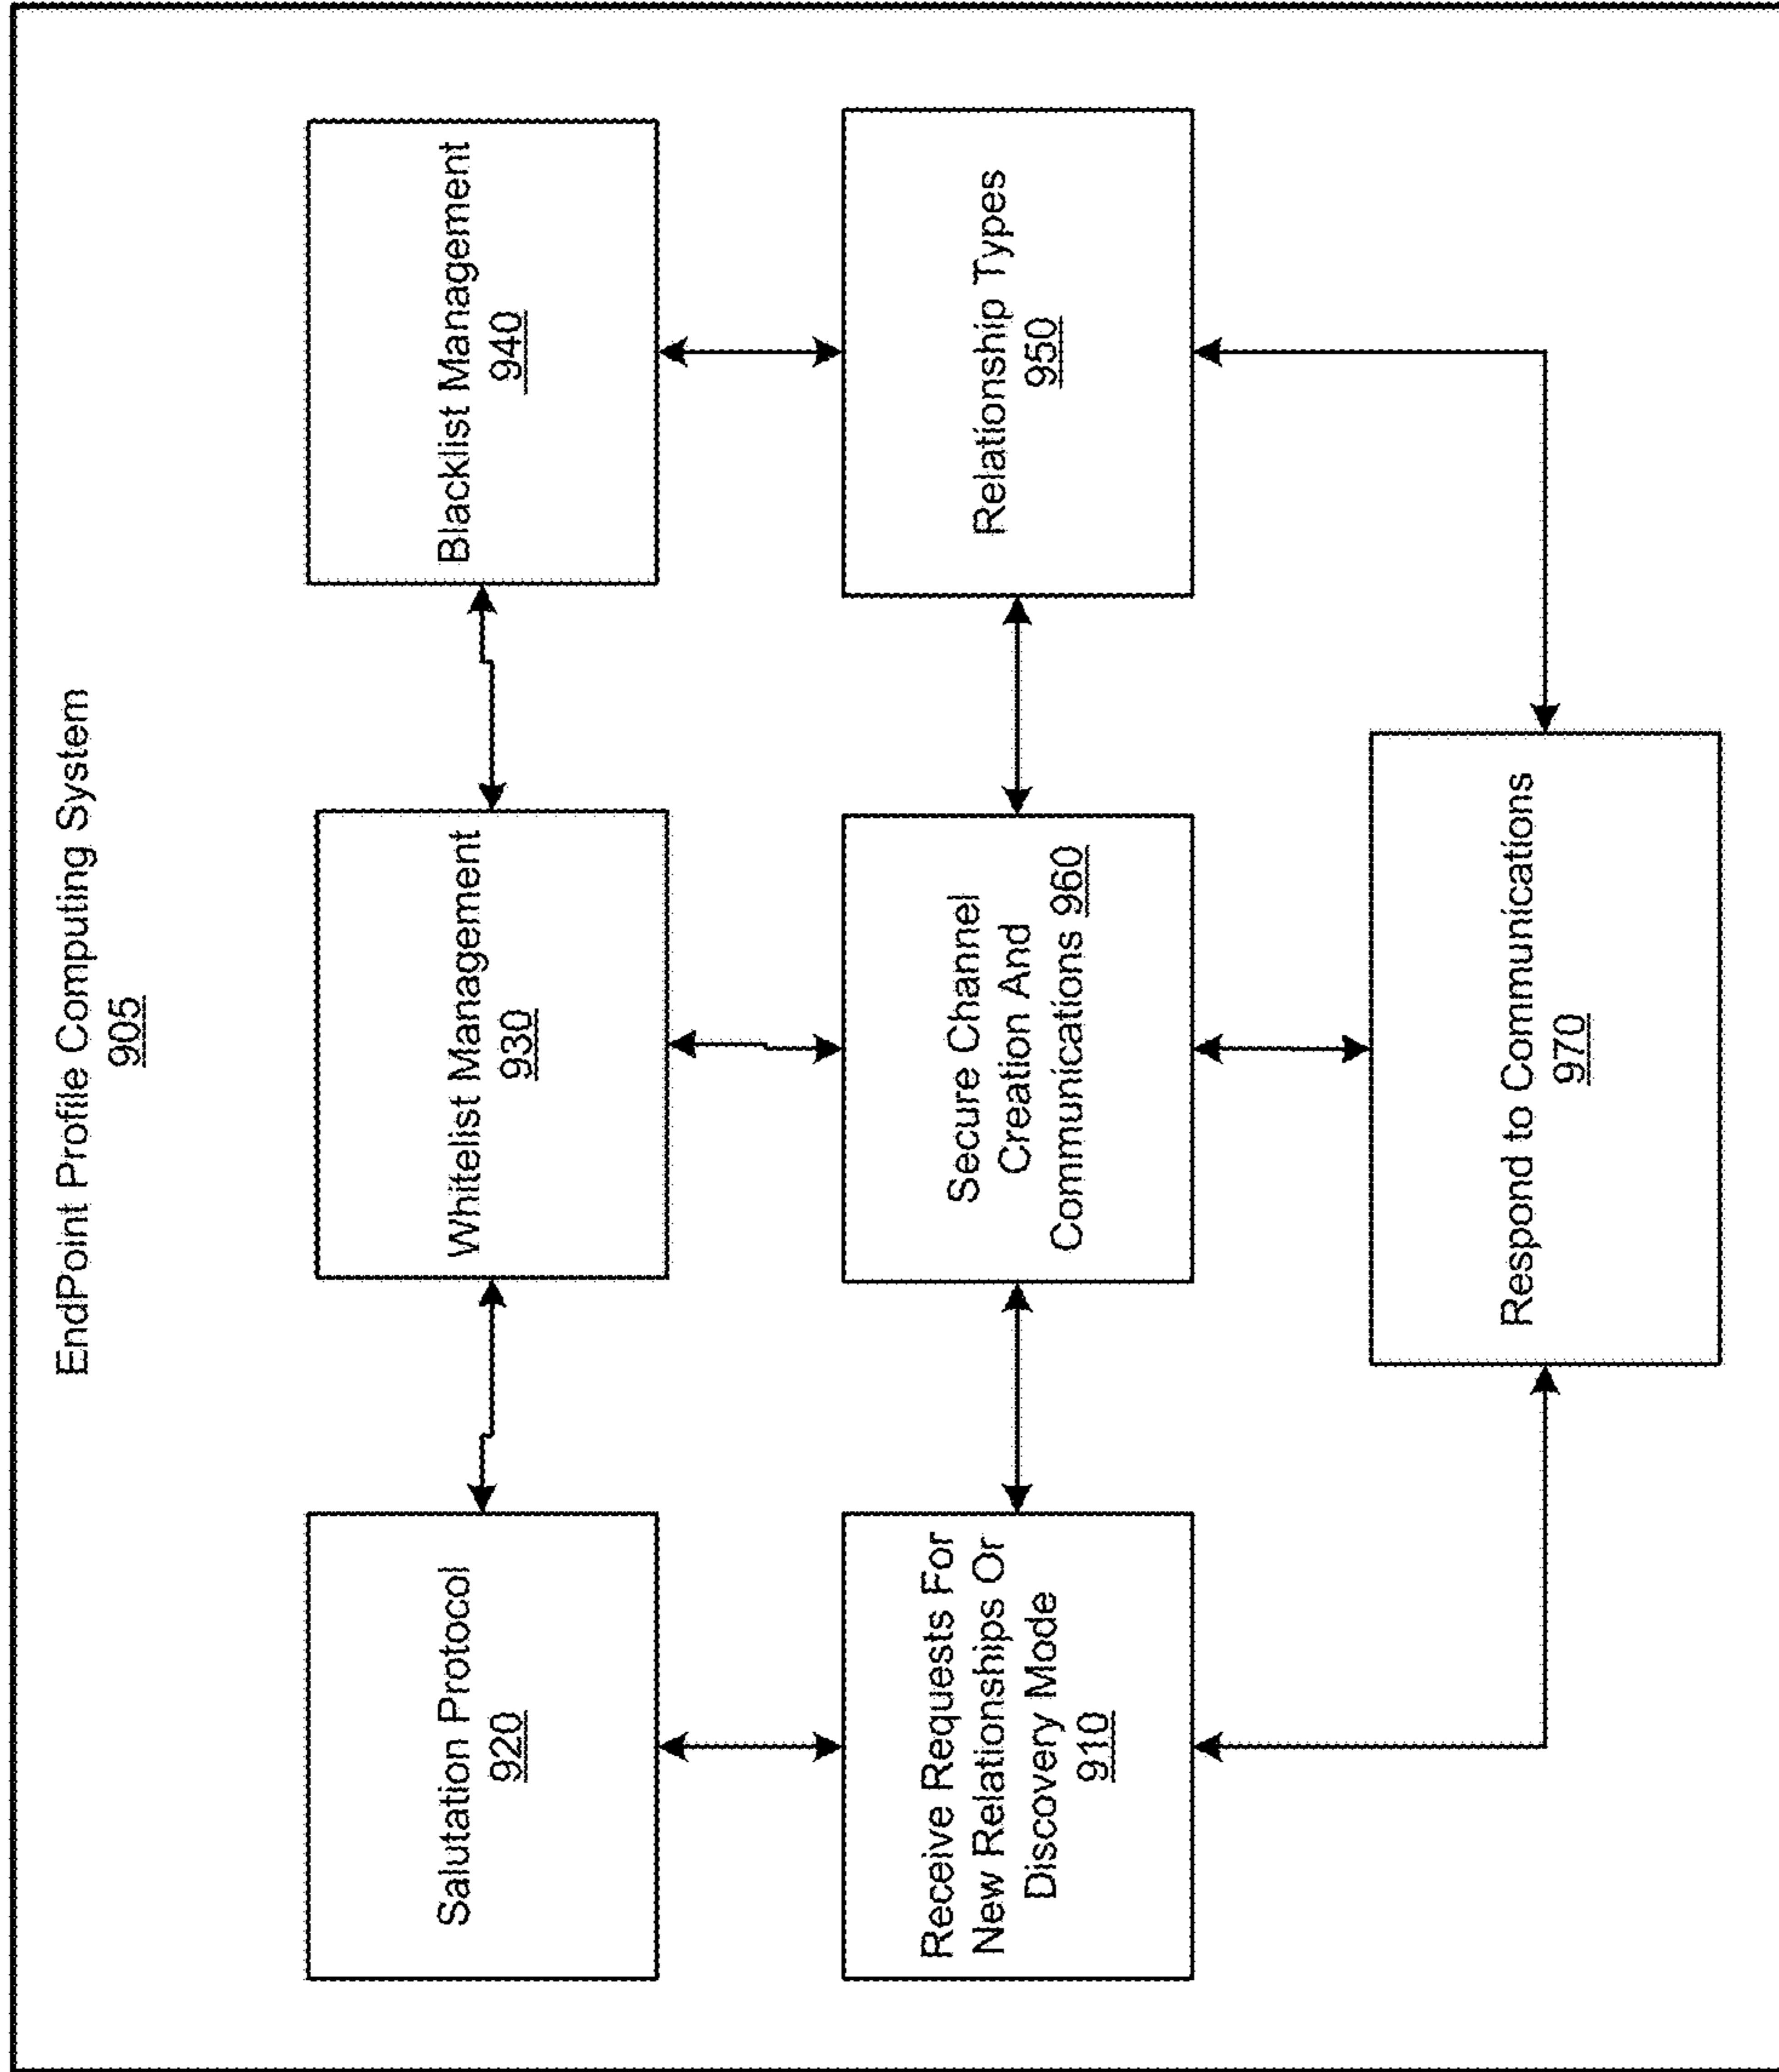 EndPoint Profile Computing System
905
Salutation Protocol
920
Whitelist Management
930
Blacklist Management
940
Receive Requests For
New Relationships Or
Discovery Mode
910
Secure Channel
Creation And
Communications 960
Relationship Types
950
Respond to Communications
970